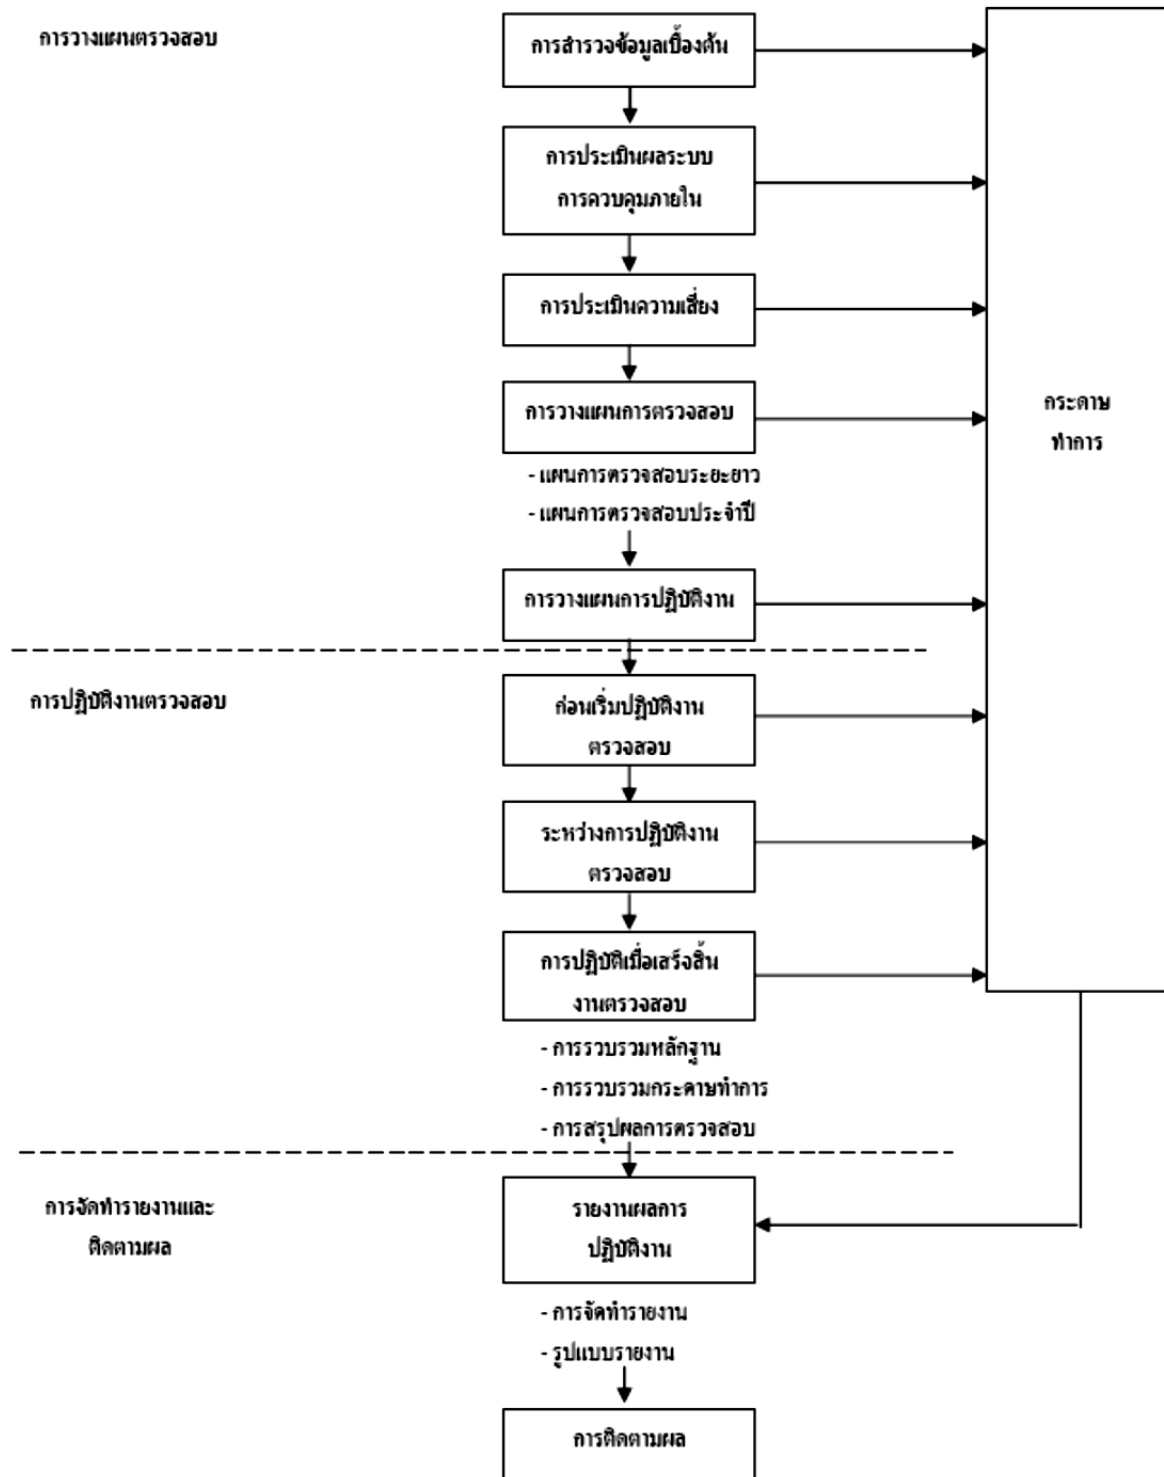 การวางแผนตรวจสอบ
การสำรวจข้อมูลเบื้องต้น
การประเมินผลระบบ
การควบคุมภายใน
การประเมินความเสี่ยง
การวางแผนการตรวจสอบ
- แผนการตรวจสอบระยะยาว
- แผนการตรวจสอบประจำปี
การวางแผนการปฏิบัติงาน
กระดาษ
ทำการ
การปฏิบัติงานตรวจสอบ
ก่อนเริ่มปฏิบัติงาน
ตรวจสอบ
ระหว่างการปฏิบัติงาน
ตรวจสอบ
การปฏิบัติเมื่อเสร็จสิ้น
งานตรวจสอบ
- การรวบรวมหลักฐาน
- การรวบรวมกระดาษทำการ
- การสรุปผลการตรวจสอบ
การจัดทำรายงานและ
ติดตามผล
รายงานผลการ
ปฏิบัติงาน
- การจัดทำรายงาน
- รูปแบบรายงาน
การติดตามผล